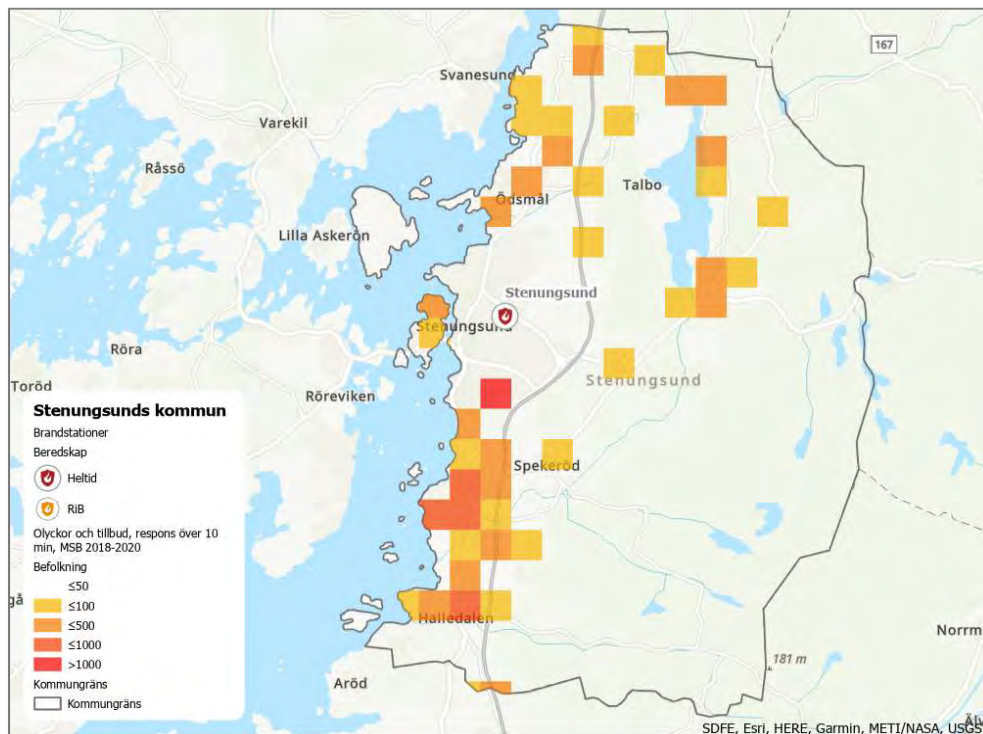 167
Svanesund
Varekil
Råssö
Talbo
Ödsmål
Lilla Askerön
Stenungsund
Stenungsund
Röra
Stenungsund
Toröd
Röreviken
Stenungsunds kommun
Brandstationer
Beredskap
Heltid
Spekeröd
RiB
Olyckor och tillbud, respons över 10
min, MSB 2018-2020
Befolkning
≤50
≤100
≤500
≤1000
>1000
gå
Halledalen
Norrm
181 m
Kommungräns
Kommungräns
Aröd
Älv
SDFE, Esri, HERE, Garmin, METI/NASA, USGS